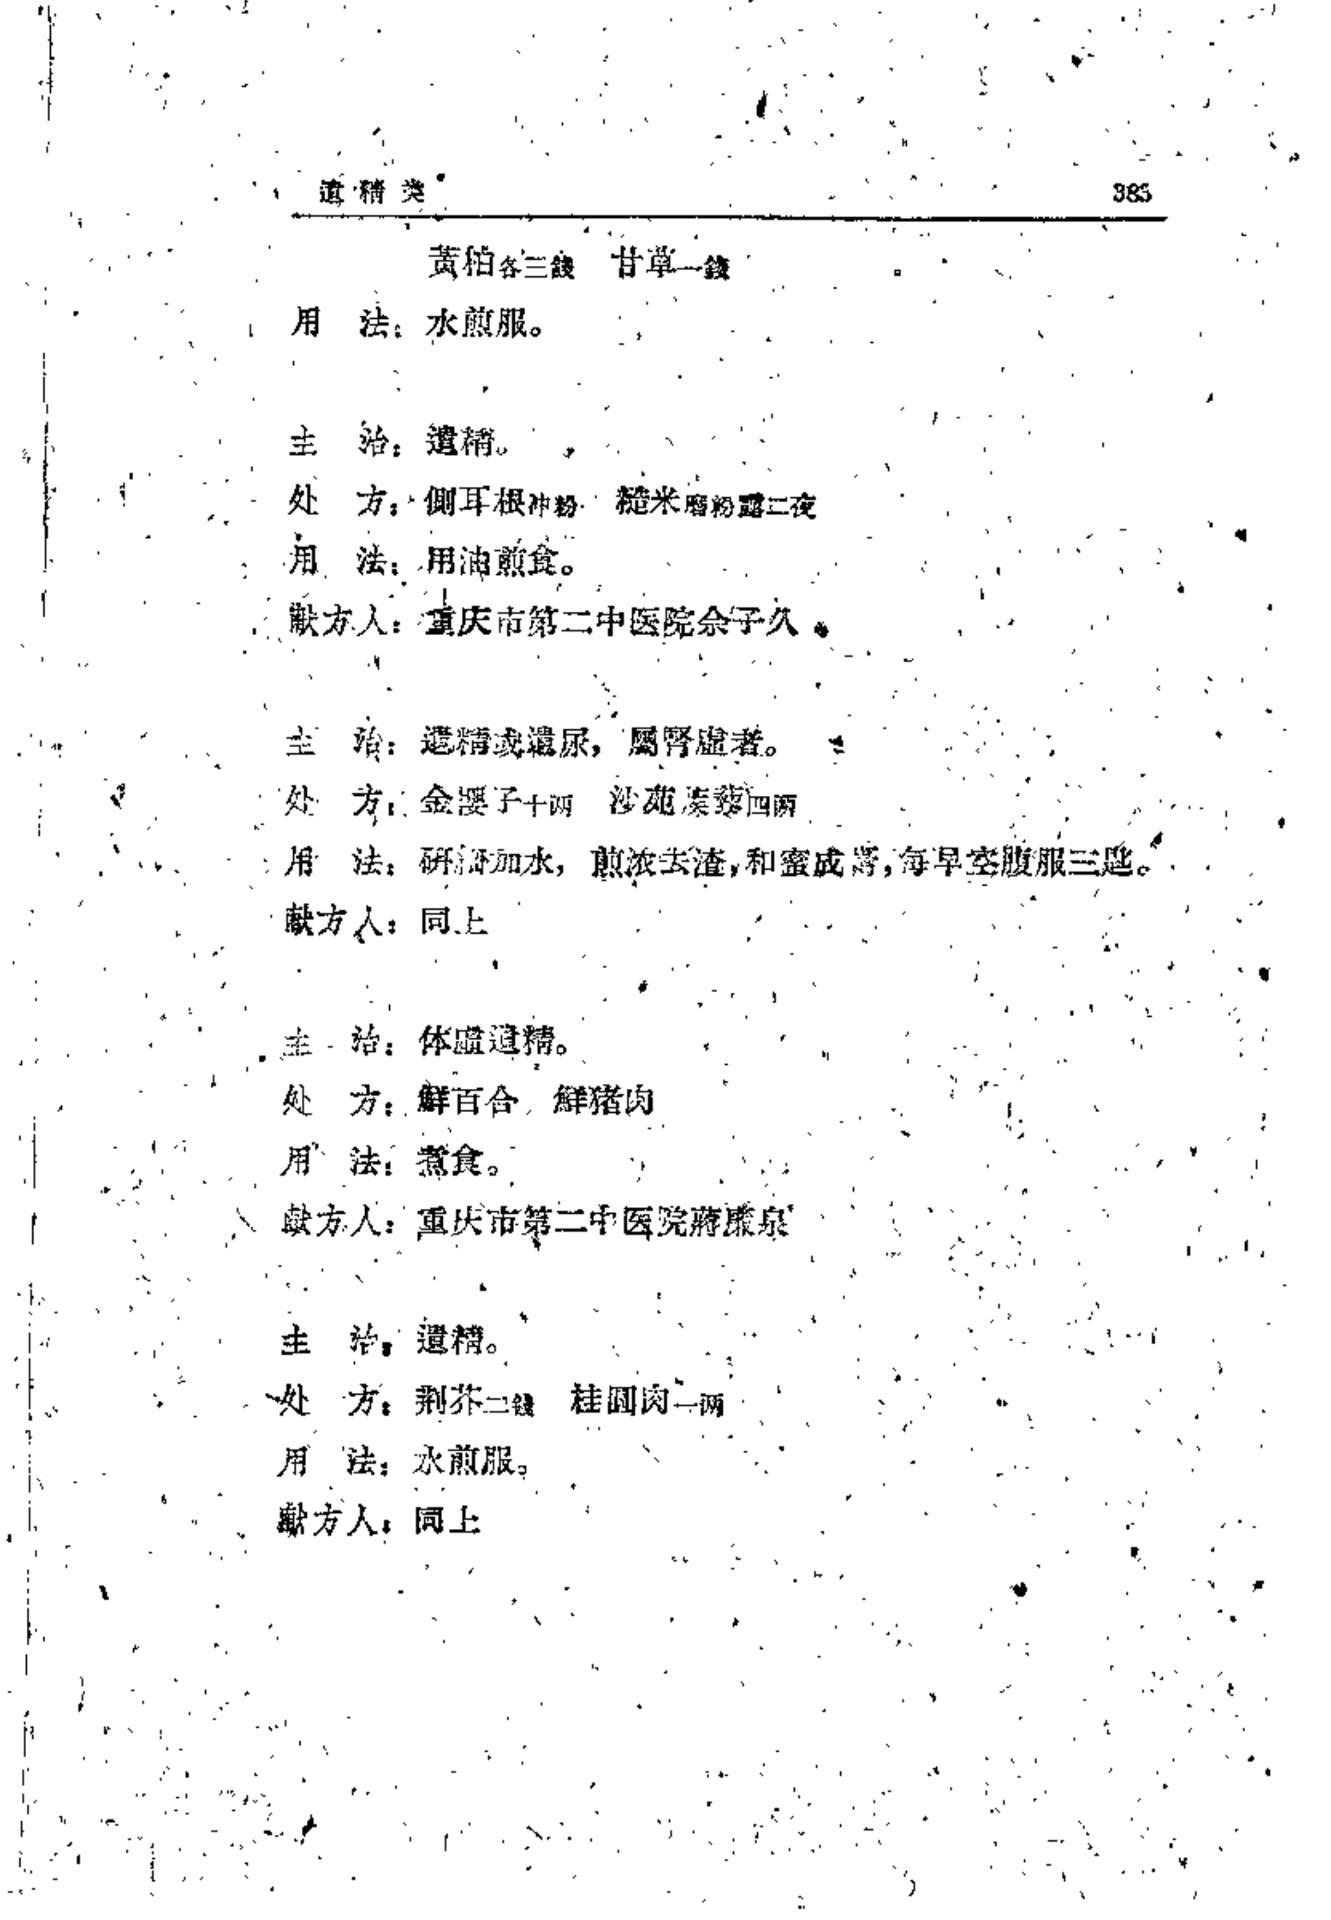 遺精类 385
黄柏各三錢 甘草一錢
用 法：水煎服。
主 治：遺精。
处 方：側耳根冲粉 糙米磨粉露二夜
用 法：用油煎食。
献方人：重庆市第二中医院余子久
主 治：遺精或遺尿，屬腎虛者。
处 方：金嬰子十两 沙苑蒺藜四两
用 法：研 加水，煎浓去渣，和蜜成膏，每早空腹服三匙。
献方人：同上
主 治：体虛遺精。
处 方：鮮百合 鮮猪肉
用 法：煮食。
献方人：重庆市第二中医院蔣廉泉
主 治：遺精。
处 方：荆芥二錢 桂圓肉一两
用 法：水煎服。
献方人：同上